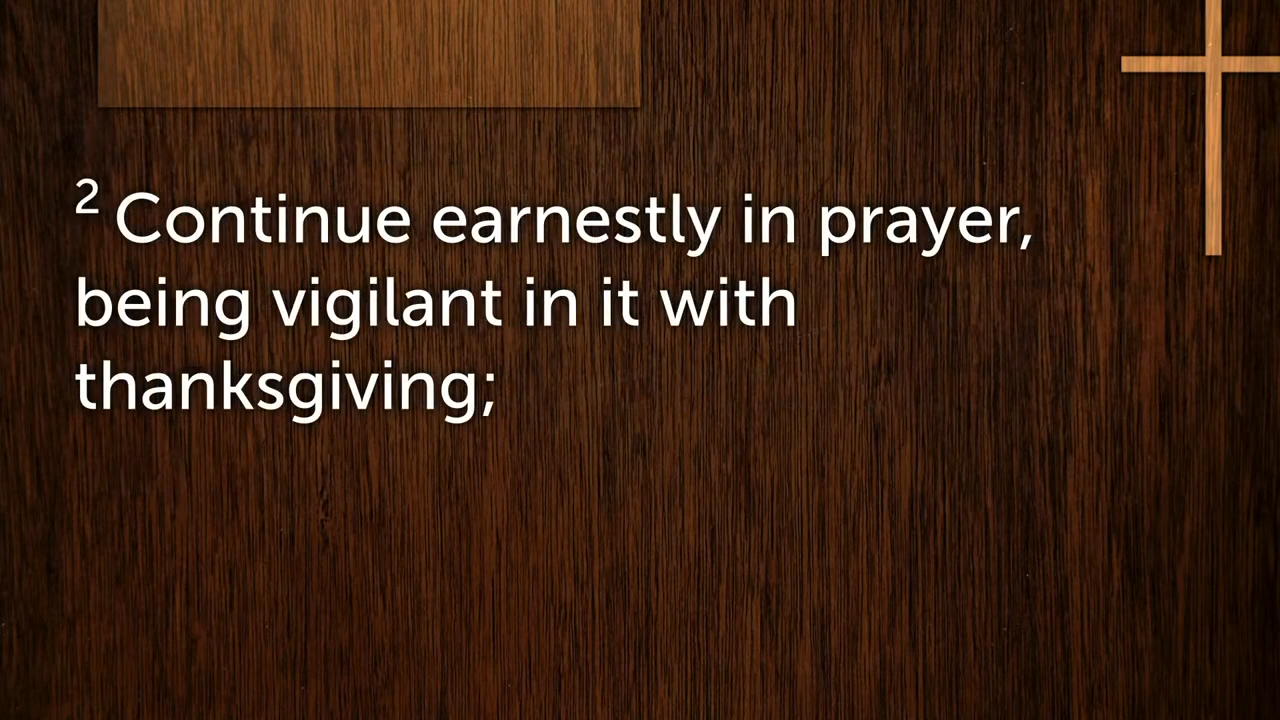 2 Continue earnestly in prayer,
being vigilant in it with
thanksgiving;